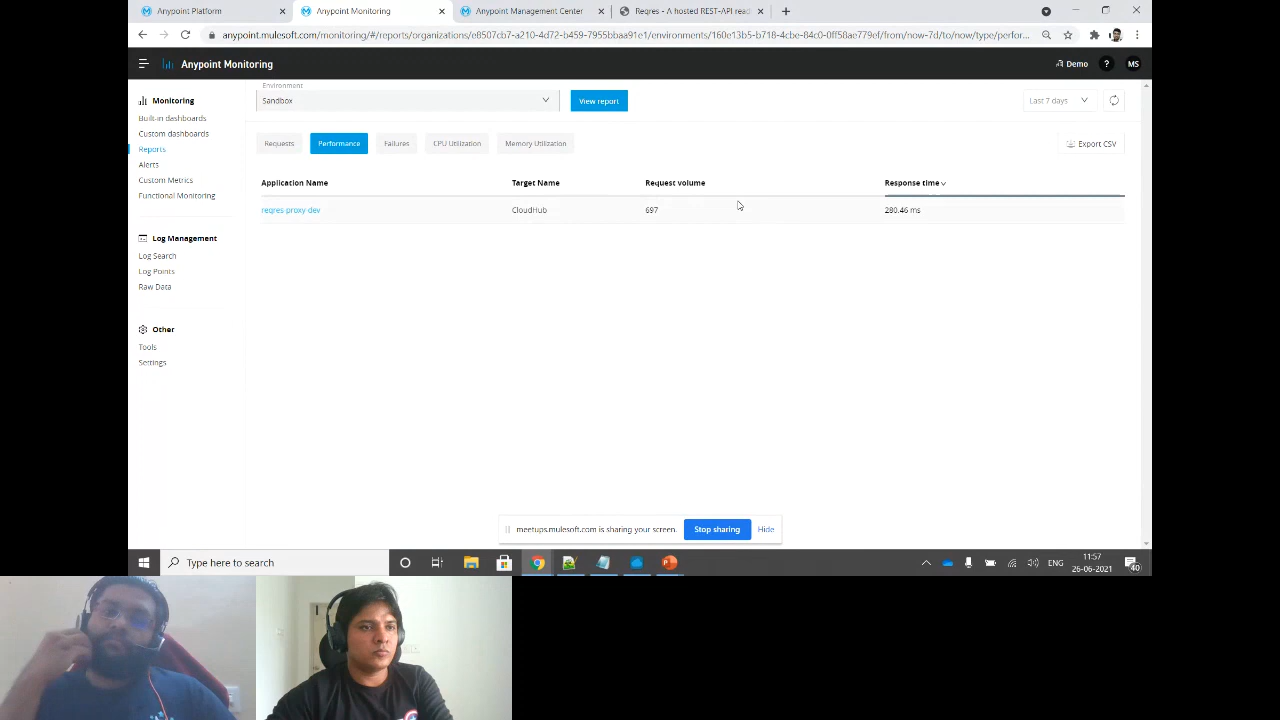 Anypoint Platform
Anypoint Monitoring
Anypoint Management Center
Reqres - A hosted REST-API read
anypoint.mulesoft.com/monitoring/#/reports/organizations/e8507cb7-a210-4d72-b459-7955bbaa91e1/environments/160e13b5-b718-4cbe-84c0-0ff58ae779ef/from/now-7d/to/now/type/perfor...
Anypoint Monitoring
Demo
?
MS
Monitoring
Built-in dashboards
Custom dashboards
Reports
Alerts
Custom Metrics
Functional Monitoring
Log Management
Log Search
Log Points
Raw Data
Other
Tools
Settings
Environment
Sandbox
View report
Last 7 days
Requests
Performance
Failures
CPU Utilization
Memory Utilization
Export CSV
Application Name
Target Name
Request volume
Response time
reqres-proxy-dev
CloudHub
697
280.46 ms
meetups.mulesoft.com is sharing your screen.
Stop sharing
Hide
Type here to search
ENG
11:57
26-06-2021
40